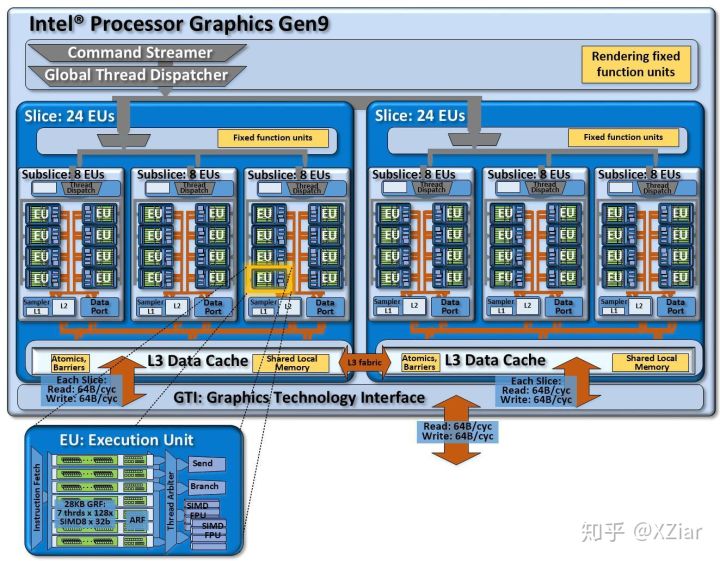 Intel® Processor Graphics Gen9
Command Streamer
Global Thread Dispatcher
Rendering fixed
function units
Slice: 24 EUs
Fixed function units
Subslice: 8 EUs
Thread
Dispatch
Subslice: 8 EUs
Thread
Dispatch
Subslice: 8 EUs
Thread
Dispatch
EU EU EU EU EU EU
EU EU EU EU EU EU
EU EU EU EU EU EU
EU EU EU EU EU EU
Sampler
L1
L2
Data
Port
Sampler
L1
L2
Data
Port
Sampler
L1
L2
Data
Port
Atomics,
Barriers
L3 Data Cache
Shared Local
Memory
Each Slice:
Read: 64B/cyc
Write: 64B/cyc
L3 fabric
Slice: 24 EUs
Fixed function units
Subslice: 8 EUs
Thread
Dispatch
Subslice: 8 EUs
Thread
Dispatch
Subslice: 8 EUs
Thread
Dispatch
EU EU EU EU EU EU
EU EU EU EU EU EU
EU EU EU EU EU EU
EU EU EU EU EU EU
Sampler
L1
L2
Data
Port
Sampler
L1
L2
Data
Port
Sampler
L1
L2
Data
Port
Atomics,
Barriers
L3 Data Cache
Shared Local
Memory
Each Slice:
Read: 64B/cyc
Write: 64B/cyc
GTI: Graphics Technology Interface
Read: 64B/cyc
Write: 64B/cyc
EU: Execution Unit
Instruction Fetch
28KB GRF:
7 thrds x 128x
SIMD8 x 32b
ARF
Thread Arbiter
Send
Branch
SIMD
FPU
SIMD
FPU
知乎 @XZiar